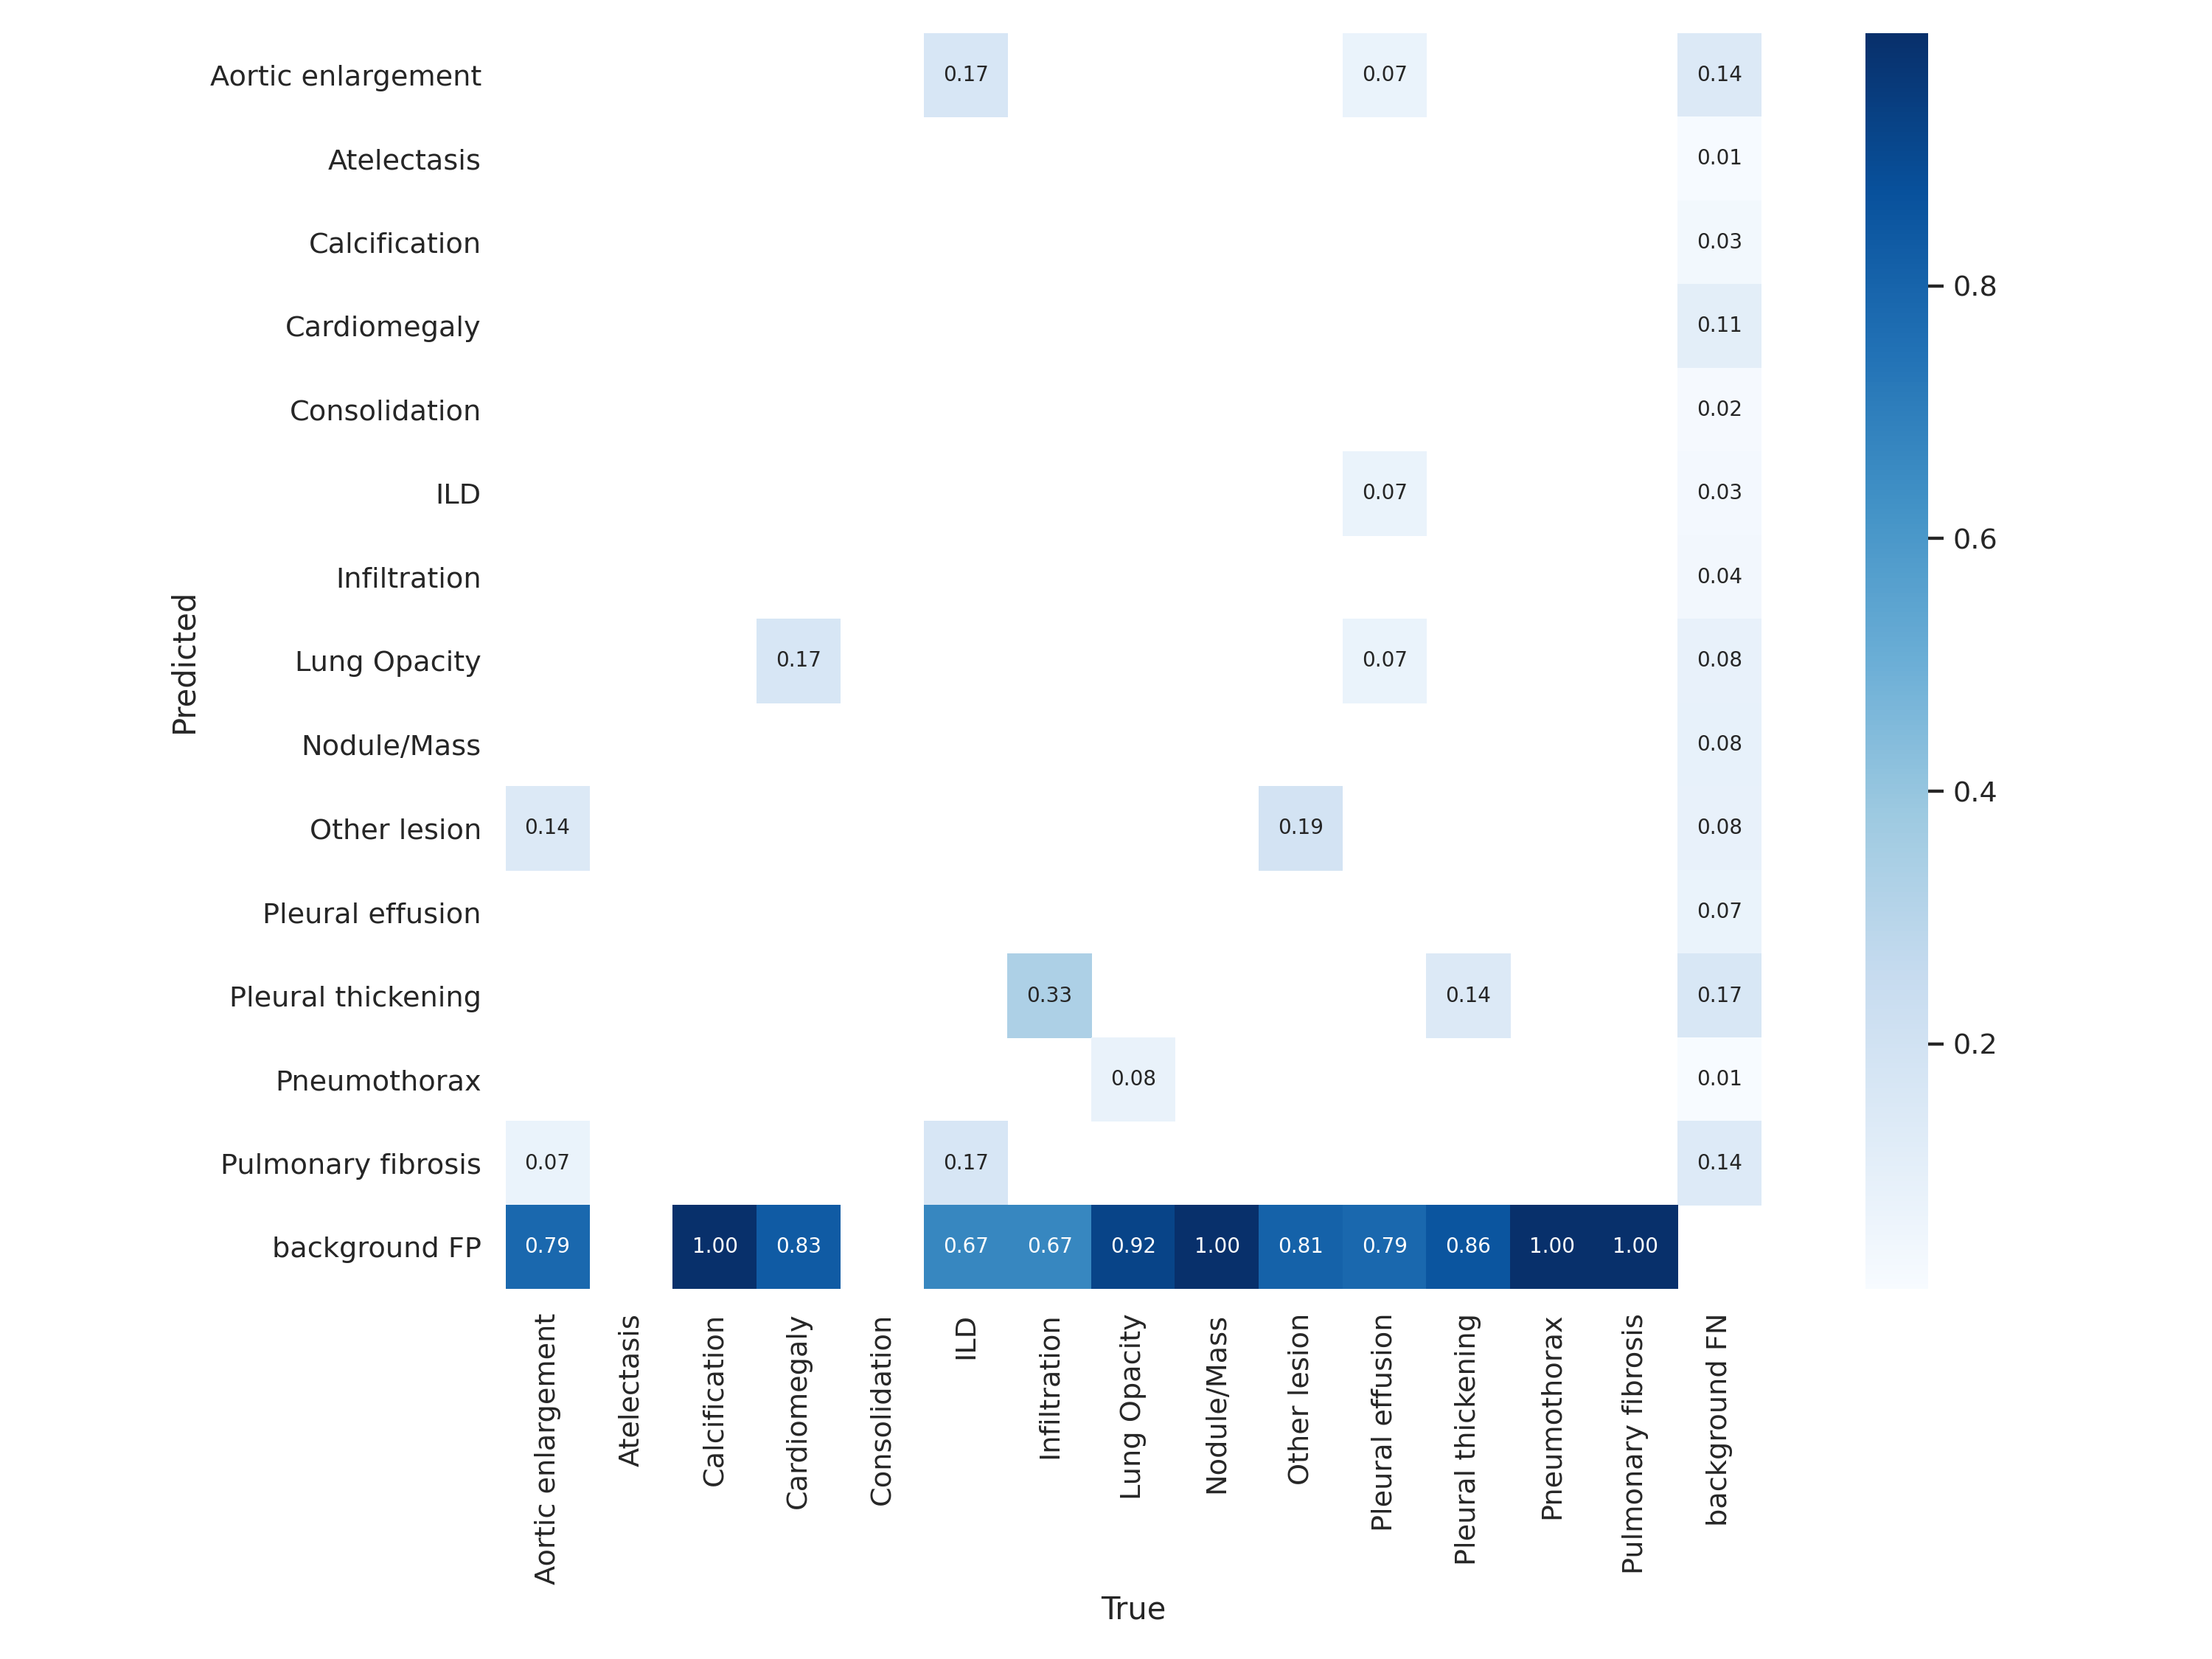 Aortic enlargement 0.17 0.07 0.14
Atelectasis 0.01
Calcification 0.03
Cardiomegaly 0.11
0.8
Consolidation 0.02
ILD 0.07 0.03
0.6
Infiltration 0.04
Predicted
Lung Opacity 0.17 0.07 0.08
Nodule/Mass 0.08
0.4
Other lesion 0.14 0.19 0.08
Pleural effusion 0.07
Pleural thickening 0.33 0.14 0.17
0.2
Pneumothorax 0.08 0.01
Pulmonary fibrosis 0.07 0.17 0.14
background FP 0.79 1.00 0.83 0.67 0.67 0.92 1.00 0.81 0.79 0.86 1.00 1.00
Aortic enlargement
Atelectasis
Calcification
Cardiomegaly
Consolidation
ILD
Infiltration
Lung Opacity
Nodule/Mass
Other lesion
Pleural effusion
Pleural thickening
Pneumothorax
Pulmonary fibrosis
background FN
True